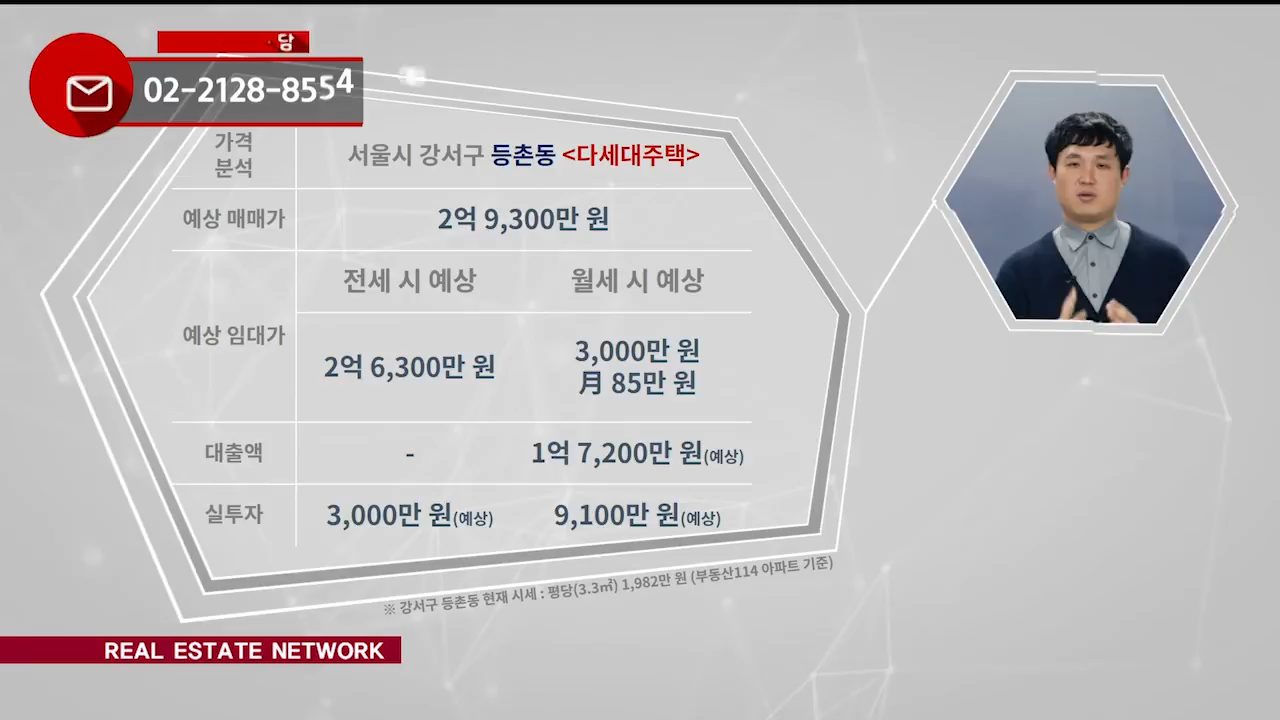 담
02-2128-8554
가격
분석
서울시 강서구 등촌동 <다세대주택>
예상 매매가
2억 9,300만 원
전세 시 예상
월세 시 예상
예상 임대가
2억 6,300만 원
3,000만 원
月 85만 원
대출액
-
1억 7,200만 원(예상)
실투자
3,000만 원(예상)
9,100만 원(예상)
※ 강서구 등촌동 현재 시세 : 평당(3.3㎡) 1,982만 원 (부동산114 아파트 기준)
REAL ESTATE NETWORK